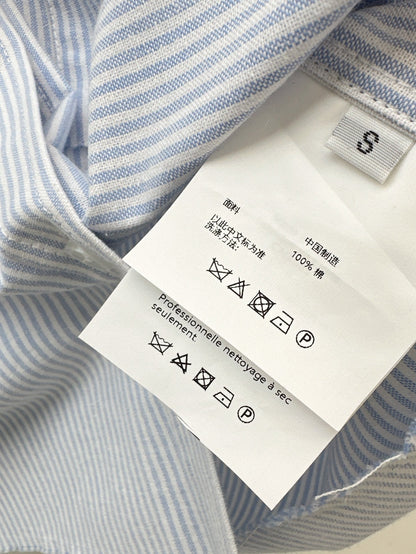 S
面料
中国制造
以此中文标为准
100% 棉
洗涤方法:
P
Professionnelle nettoyage à sec
seulement.
P